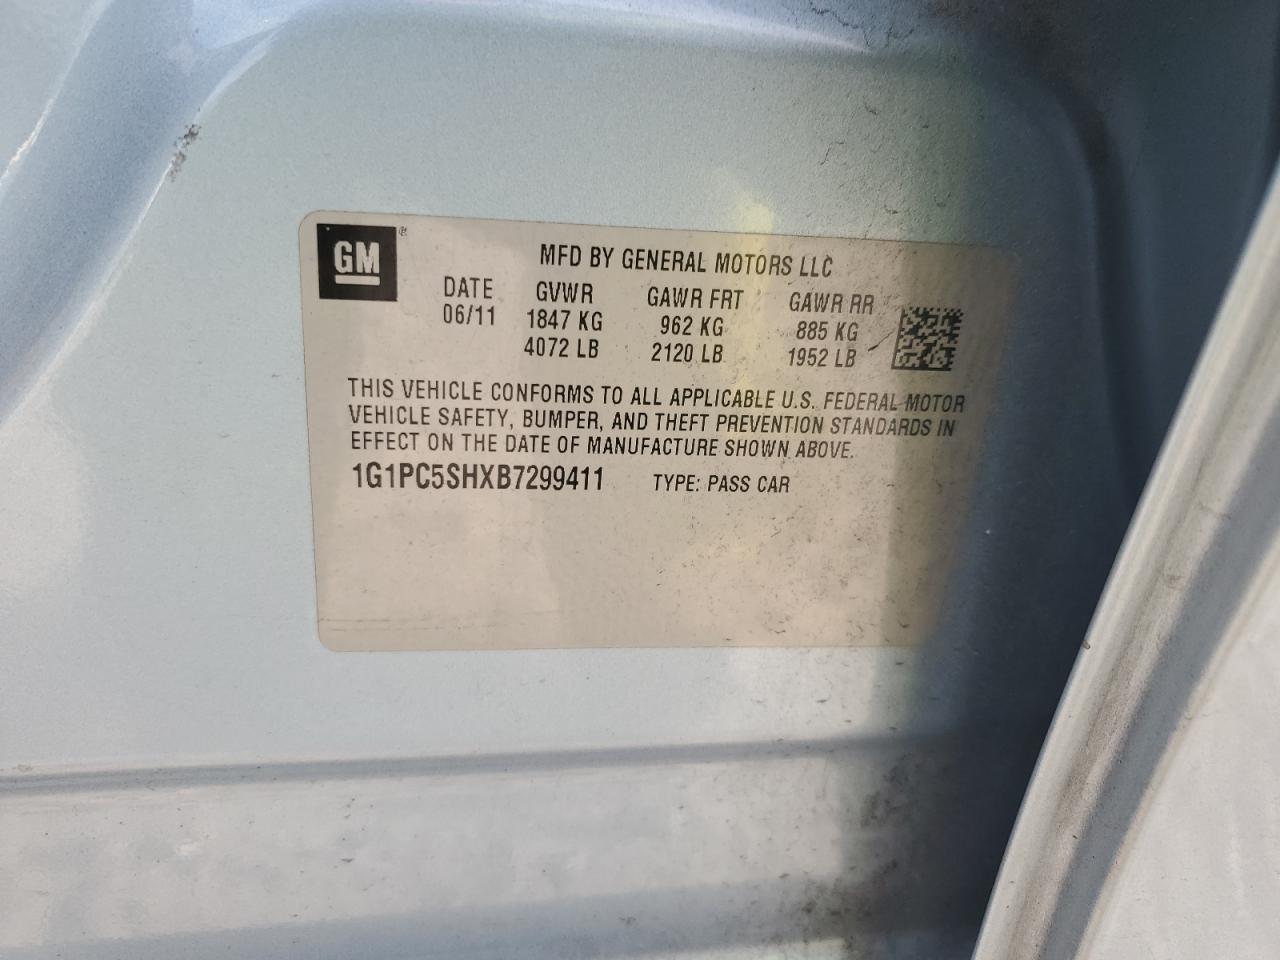 GM®
MFD BY GENERAL MOTORS LLC
DATE GVWR GAWR FRT GAWR RR
06/11 1847 KG 962 KG 885 KG
4072 LB 2120 LB 1952 LB
THIS VEHICLE CONFORMS TO ALL APPLICABLE U.S. FEDERAL MOTOR
VEHICLE SAFETY, BUMPER, AND THEFT PREVENTION STANDARDS IN
EFFECT ON THE DATE OF MANUFACTURE SHOWN ABOVE.
1G1PC5SHXB7299411 TYPE: PASS CAR